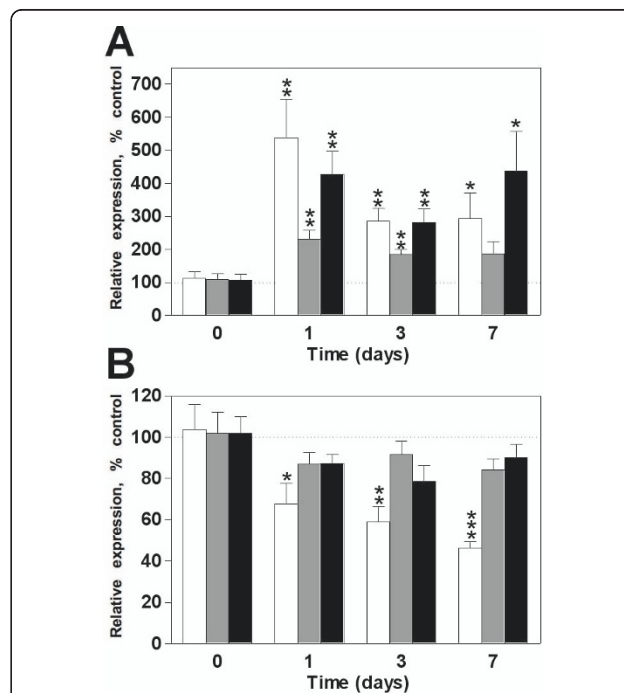 A
Relative expression, % control
700
600
500
400
300
200
100
0
** ** ** ** ** ** * *
0 1 3 7
Time (days)
B
Relative expression, % control
120
100
80
60
40
20
0
* ** ***
0 1 3 7
Time (days)